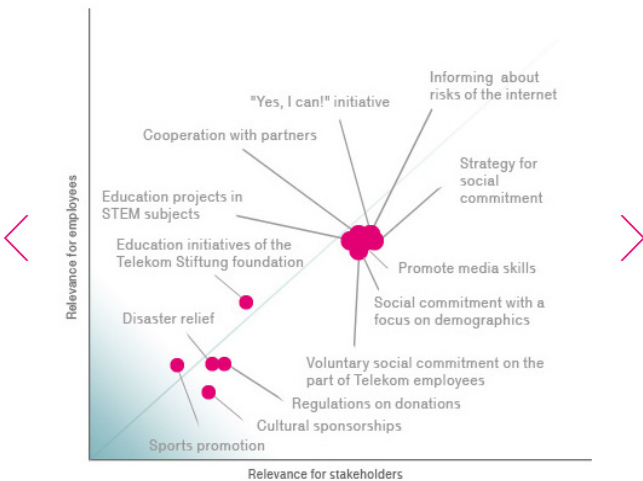 Informing about
risks of the internet
"Yes, I can!" initiative
Cooperation with partners
Strategy for
social
commitment
Education projects in
STEM subjects
Education initiatives of the
Telekom Stiftung foundation
Promote media skills
Social commitment with a
focus on demographics
Disaster relief
Voluntary social commitment on the
part of Telekom employees
Regulations on donations
Cultural sponsorships
Sports promotion
Relevance for employees
Relevance for stakeholders